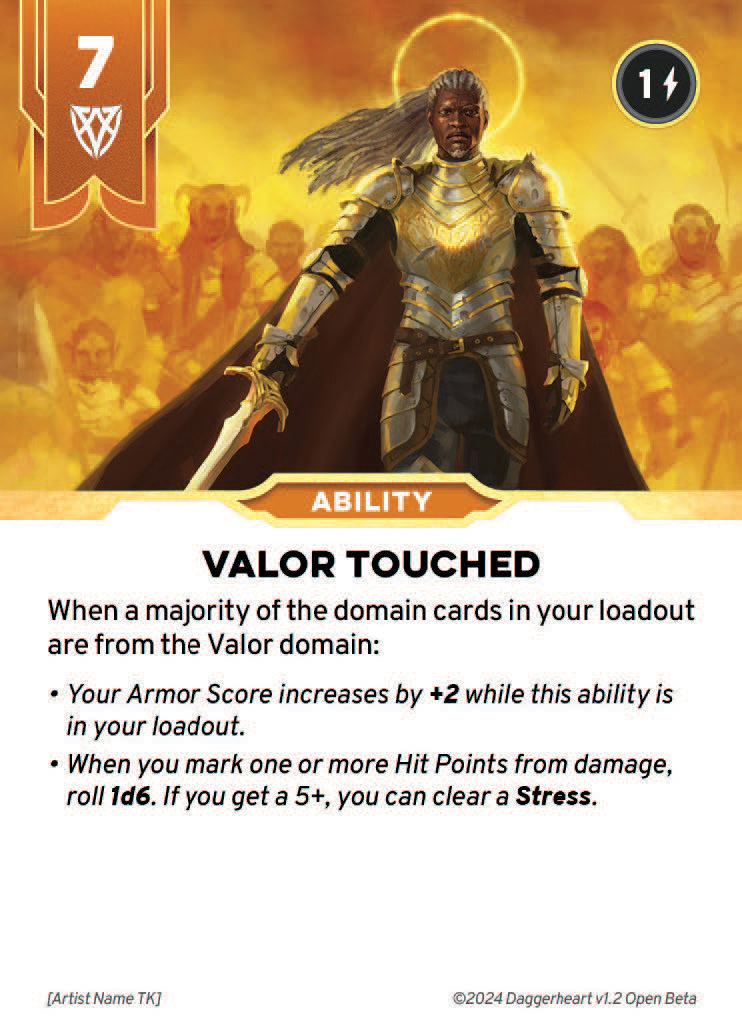 7
1
ABILITY
VALOR TOUCHED
When a majority of the domain cards in your loadout
are from the Valor domain:
• Your Armor Score increases by +2 while this ability is
in your loadout.
• When you mark one or more Hit Points from damage,
roll 1d6. If you get a 5+, you can clear a Stress.
[Artist Name TK]
©2024 Daggerheart v1.2 Open Beta